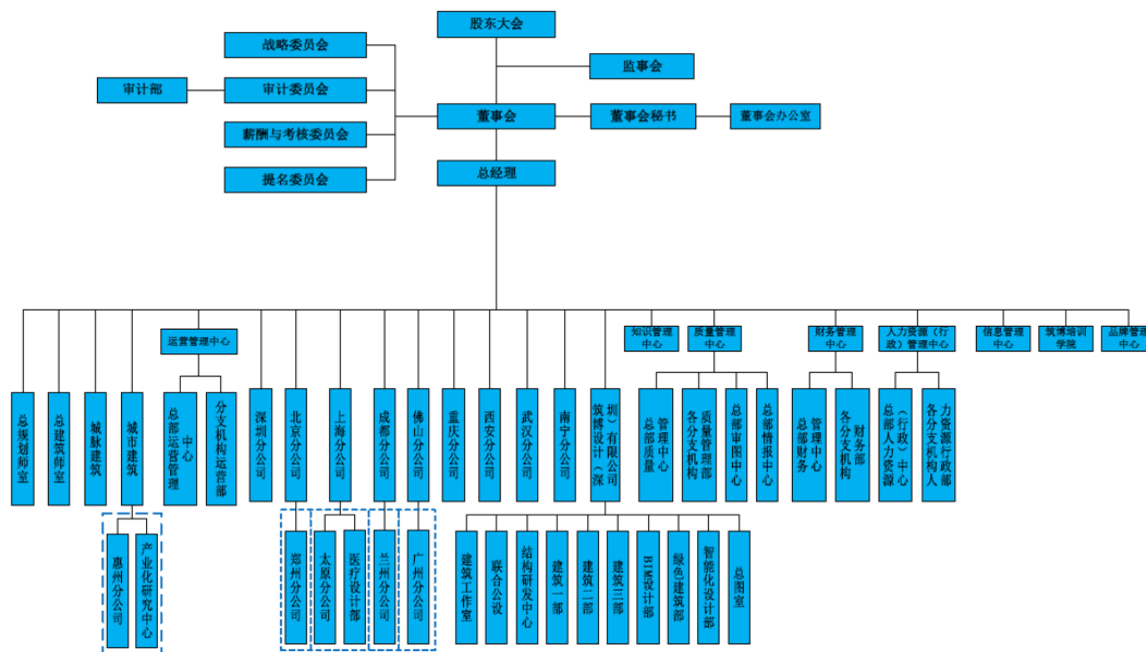 股东大会
战略委员会
监事会
审计部
审计委员会
董事会
董事会秘书
董事会办公室
薪酬与考核委员会
总经理
提名委员会
运营管理中心
知识管理
中心
质量管理
中心
财务管理
中心
人力资源（行
政）管理中心
信息管理
中心
筑博培训
学院
品牌管理
中心
总规划师室
总建筑师室
城脉建筑
城市建筑
总部运营管理
中心
分支机构运营部
深圳分公司
北京分公司
上海分公司
成都分公司
佛山分公司
重庆分公司
西安分公司
武汉分公司
南宁分公司
筑博设计（深
圳）有限公司
总部质量
管理中心
各分支机构
质量管理部
总部审图中心
总部情报中心
总部财务
管理中心
各分支机构
财务部
总部人力资源
（行政）中心
各分支机构人
力资源行政部
惠州分公司
产业化研究中心
郑州分公司
太原分公司
医疗设计部
兰州分公司
广州分公司
建筑工作室
联合公设
结构研发中心
建筑一部
建筑二部
建筑三部
BIM设计部
绿色建筑部
智能化设计部
总图室